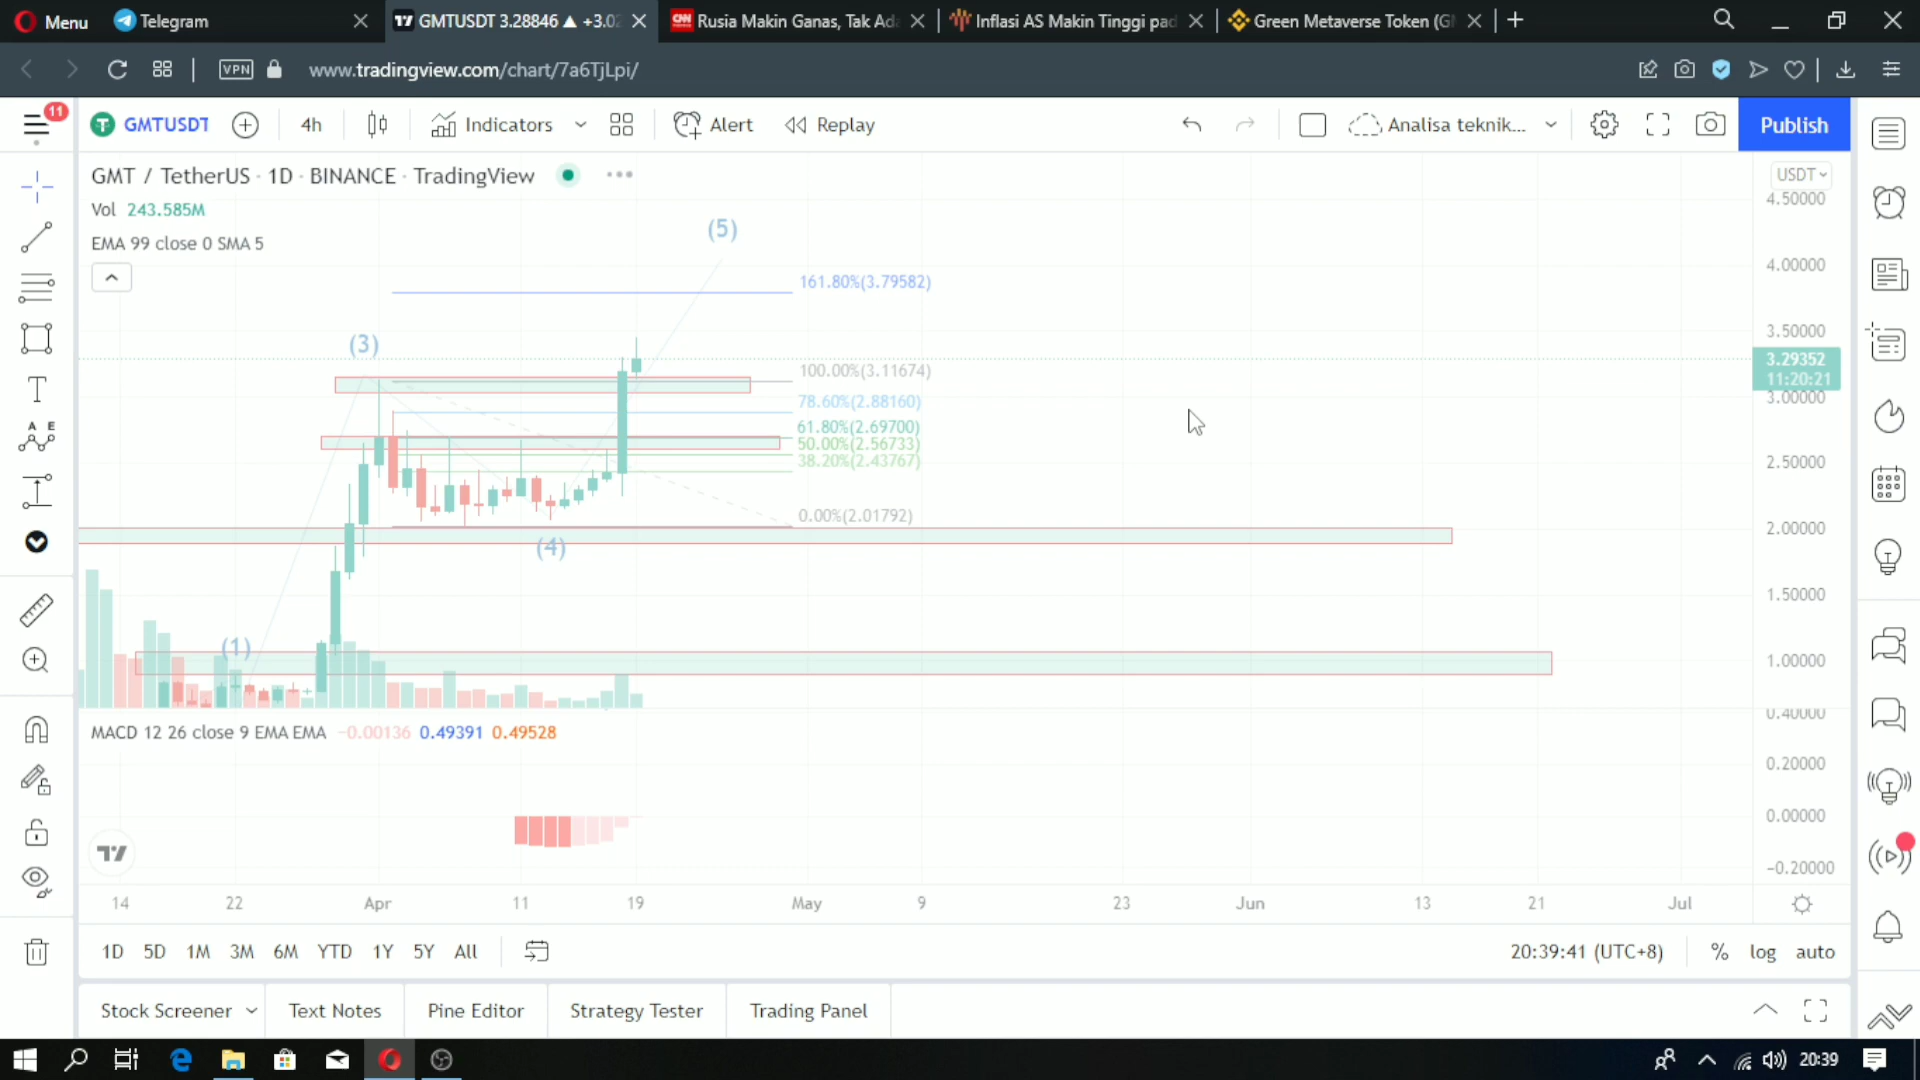 Menu
Telegram
GMTUSDT 3.28846 ▲ +3.02
CNN
Rusia Makin Ganas, Tak Ada
Inflasi AS Makin Tinggi pad
Green Metaverse Token (GM
VPN
www.tradingview.com/chart/7a6TjLpi/
11
GMTUSDT
4h
Indicators
Alert
Replay
Analisa teknik...
Publish
GMT / TetherUS · 1D · BINANCE · TradingView
USDT
Vol 243.585M
EMA 99 close 0 SMA 5
4.50000
4.00000
3.50000
3.29352
11:20:21
3.00000
2.50000
2.00000
1.50000
1.00000
0.40000
0.20000
0.00000
-0.20000
(5)
161.80%(3.79582)
(3)
100.00%(3.11674)
78.60%(2.88160)
61.80%(2.69700)
50.00%(2.56733)
38.20%(2.43767)
0.00%(2.01792)
(4)
(1)
MACD 12 26 close 9 EMA EMA −0.00136 0.49391 0.49528
14 22 Apr 11 19 May 9 23 Jun 13 21 Jul
1D 5D 1M 3M 6M YTD 1Y 5Y All
20:39:41 (UTC+8)
% log auto
Stock Screener
Text Notes
Pine Editor
Strategy Tester
Trading Panel
20:39